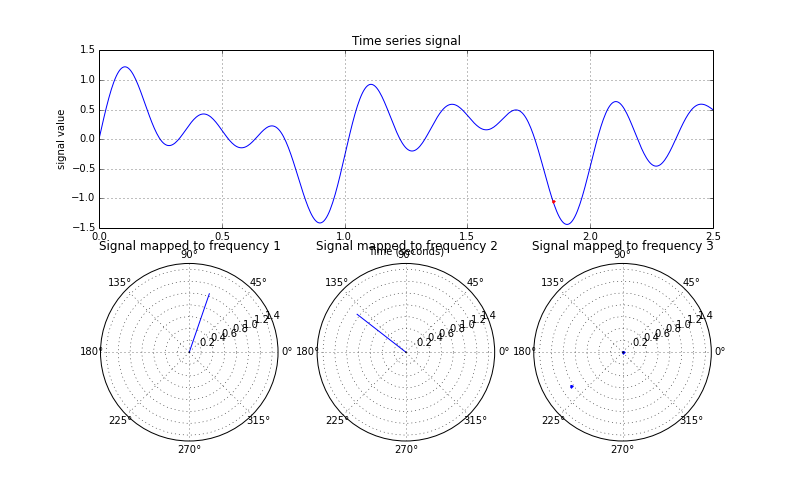 Time series signal
1.5
1.0
0.5
0.0
−0.5
−1.0
−1.5
signal value
0.0 0.5 1.0 1.5 2.0 2.5
Time (seconds)
Signal mapped to frequency 1
90°
135° 45°
180° 0°
225° 315°
270°
0.2 0.4 0.6 0.8 1.0 1.2 1.4
Signal mapped to frequency 2
90°
135° 45°
180° 0°
225° 315°
270°
0.2 0.4 0.6 0.8 1.0 1.2 1.4
Signal mapped to frequency 3
90°
135° 45°
180° 0°
225° 315°
270°
0.2 0.4 0.6 0.8 1.0 1.2 1.4